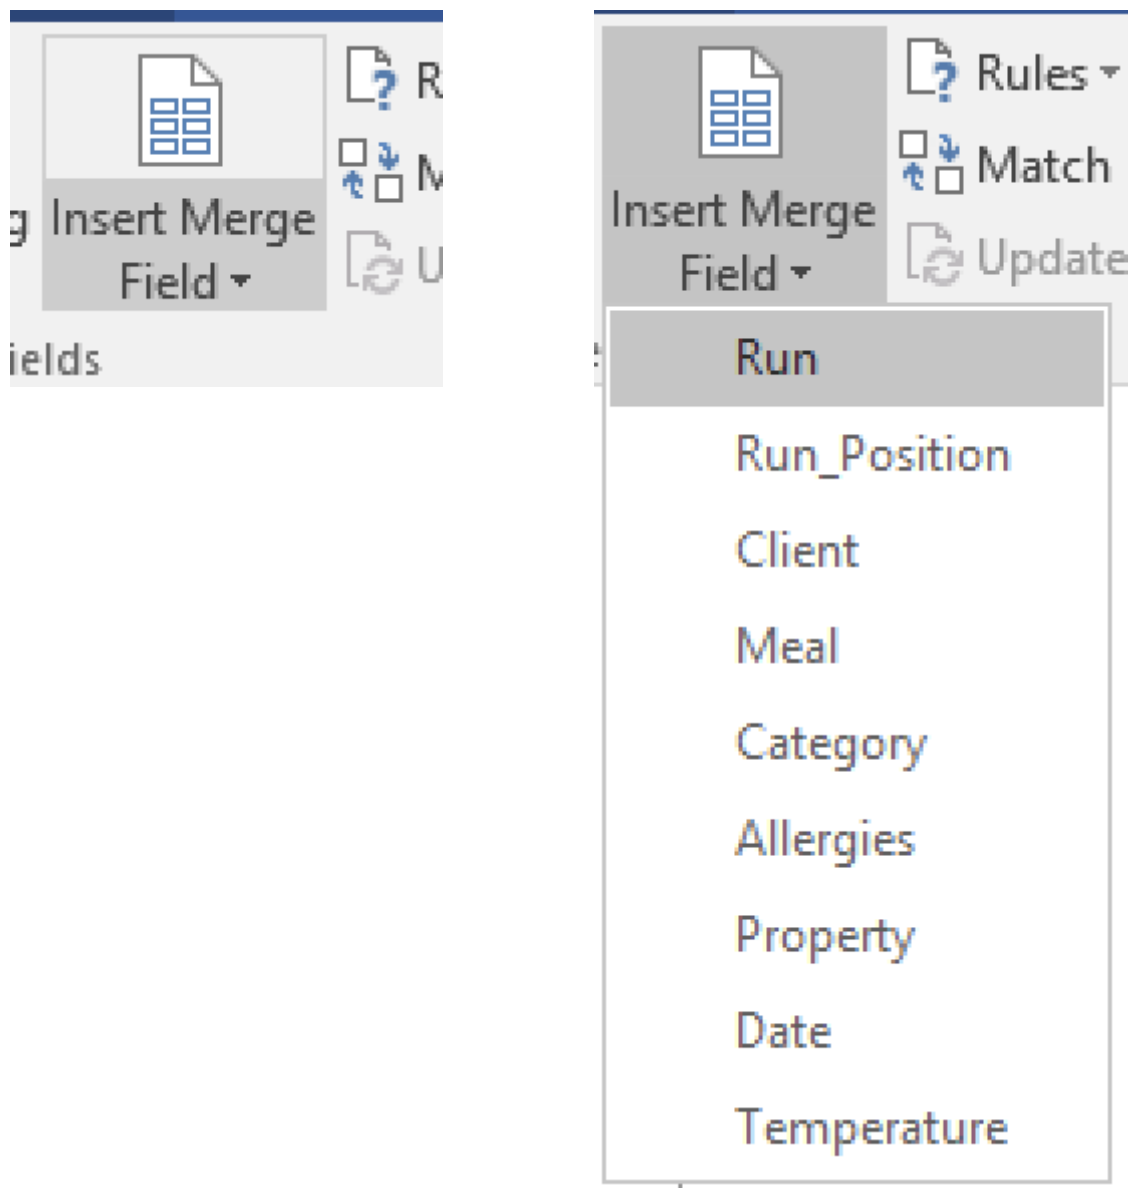 g Insert Merge
Field
R
M
U
ields
Insert Merge
Field
Rules
Match
Update
Run
Run_Position
Client
Meal
Category
Allergies
Property
Date
Temperature